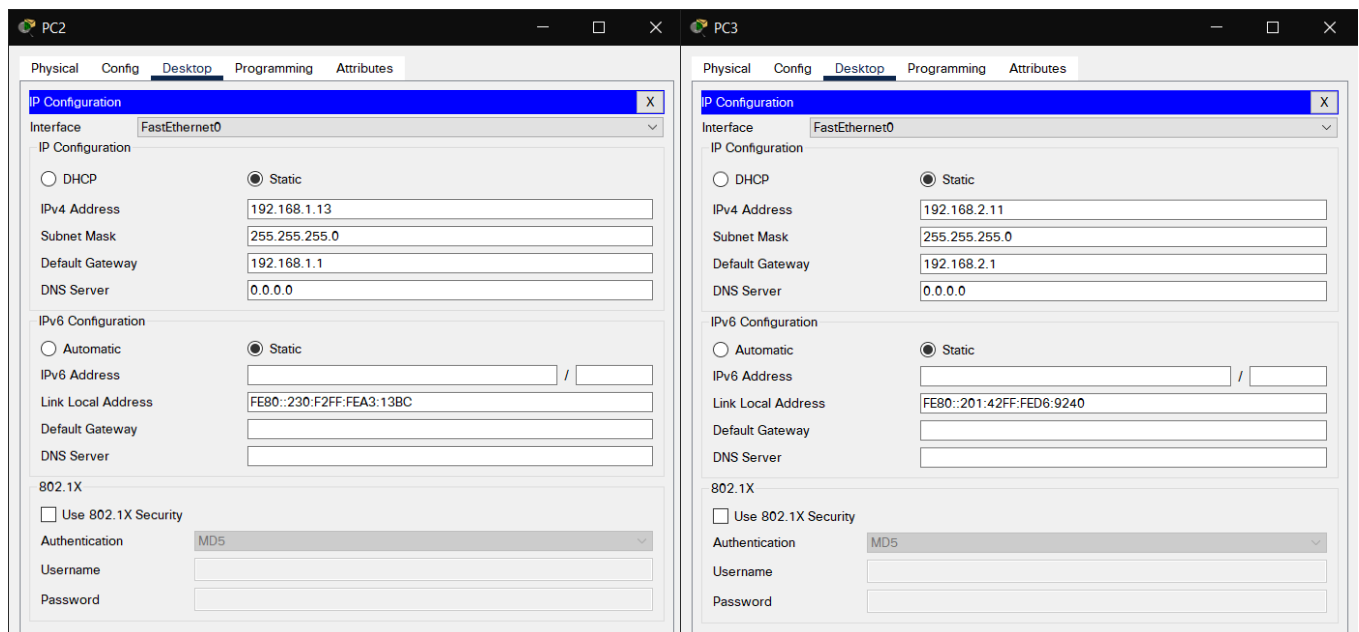 PC2
Physical Config Desktop Programming Attributes
IP Configuration X
Interface FastEthernet0
IP Configuration
DHCP Static
IPv4 Address 192.168.1.13
Subnet Mask 255.255.255.0
Default Gateway 192.168.1.1
DNS Server 0.0.0.0
IPv6 Configuration
Automatic Static
IPv6 Address /
Link Local Address FE80::230:F2FF:FEA3:13BC
Default Gateway
DNS Server
802.1X
Use 802.1X Security
Authentication MD5
Username
Password
PC3
Physical Config Desktop Programming Attributes
IP Configuration X
Interface FastEthernet0
IP Configuration
DHCP Static
IPv4 Address 192.168.2.11
Subnet Mask 255.255.255.0
Default Gateway 192.168.2.1
DNS Server 0.0.0.0
IPv6 Configuration
Automatic Static
IPv6 Address /
Link Local Address FE80::201:42FF:FED6:9240
Default Gateway
DNS Server
802.1X
Use 802.1X Security
Authentication MD5
Username
Password